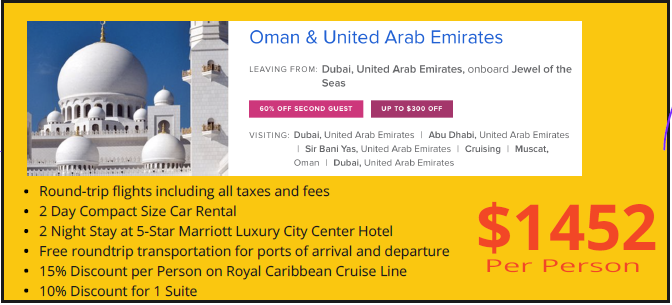 Oman & United Arab Emirates
LEAVING FROM: Dubai, United Arab Emirates, onboard Jewel of the
Seas
60% OFF SECOND GUEST UP TO $300 OFF
VISITING: Dubai, United Arab Emirates | Abu Dhabi, United Arab Emirates
| Sir Bani Yas, United Arab Emirates | Cruising | Muscat,
Oman | Dubai, United Arab Emirates
• Round-trip flights including all taxes and fees
• 2 Day Compact Size Car Rental
• 2 Night Stay at 5-Star Marriott Luxury City Center Hotel
• Free roundtrip transportation for ports of arrival and departure
• 15% Discount per Person on Royal Caribbean Cruise Line
• 10% Discount for 1 Suite
$1452
Per Person